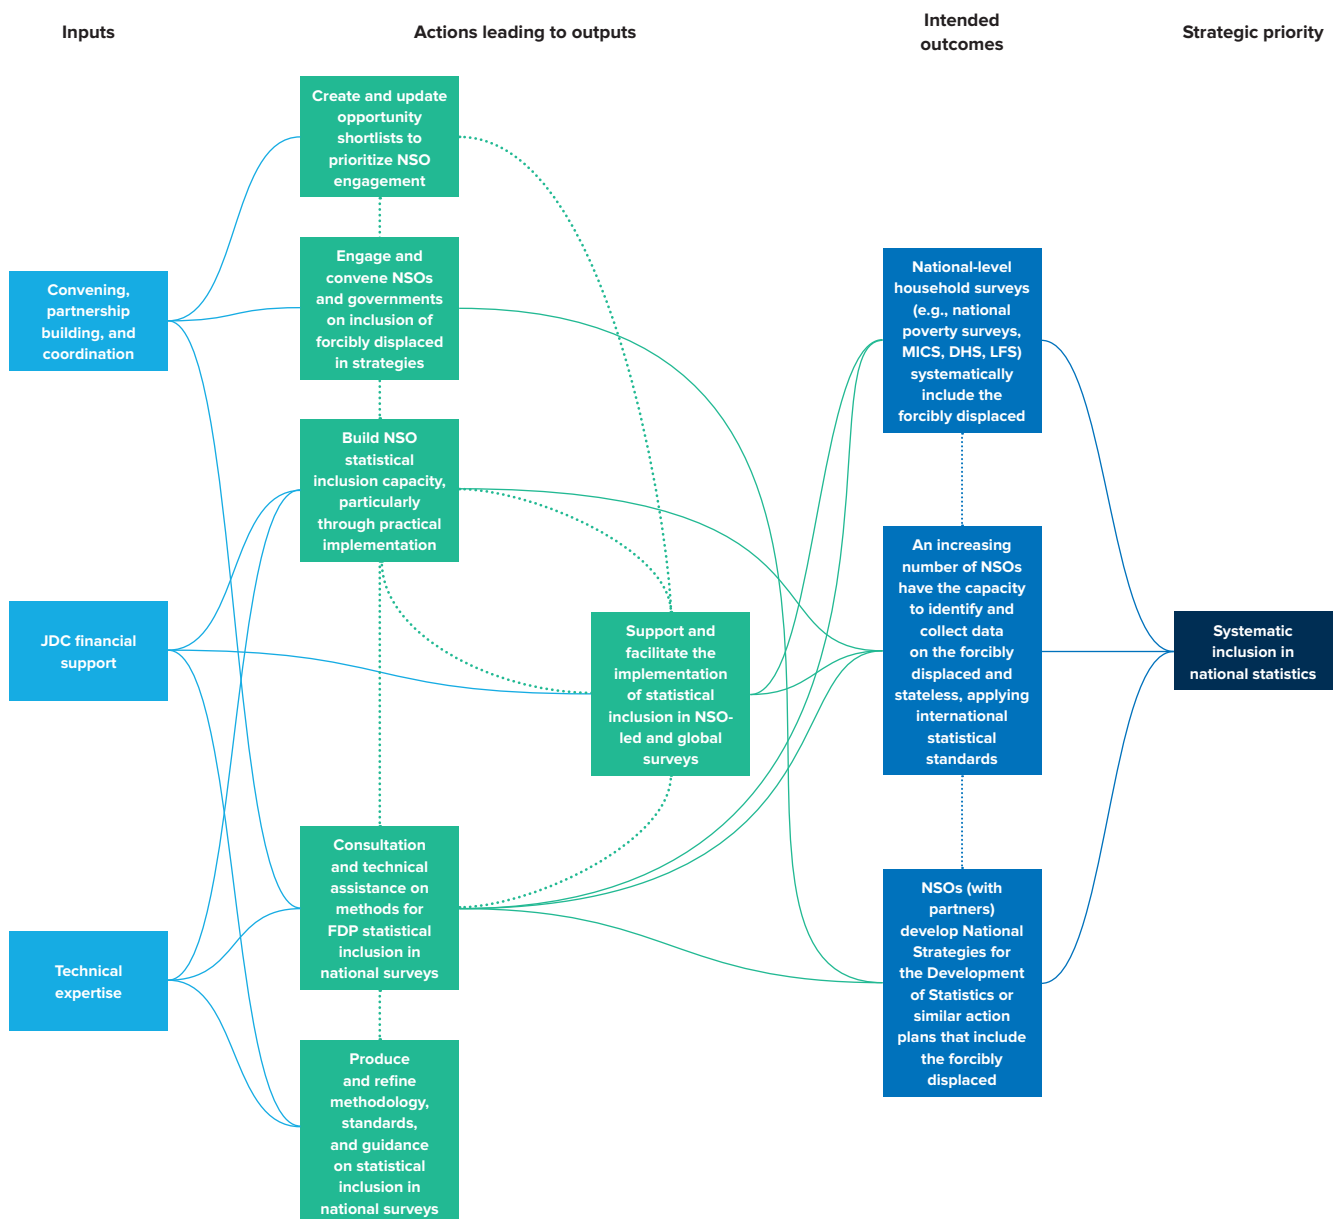 Inputs
Actions leading to outputs
Intended
outcomes
Strategic priority
Convening,
partnership
building, and
coordination
JDC financial
support
Technical
expertise
Create and update
opportunity
shortlists to
prioritize NSO
engagement
Engage and
convene NSOs
and governments
on inclusion of
forcibly displaced
in strategies
Build NSO
statistical
inclusion capacity,
particularly
through practical
implementation
Consultation
and technical
assistance on
methods for
FDP statistical
inclusion in
national surveys
Produce
and refine
methodology,
standards,
and guidance
on statistical
inclusion in
national surveys
Support and
facilitate the
implementation
of statistical
inclusion in NSO-
led and global
surveys
National-level
household surveys
(e.g., national
poverty surveys,
MICS, DHS, LFS)
systematically
include the
forcibly displaced
An increasing
number of NSOs
have the capacity
to identify and
collect data
on the forcibly
displaced and
stateless, applying
international
statistical
standards
NSOs (with
partners)
develop National
Strategies for
the Development
of Statistics or
similar action
plans that include
the forcibly
displaced
Systematic
inclusion in
national statistics